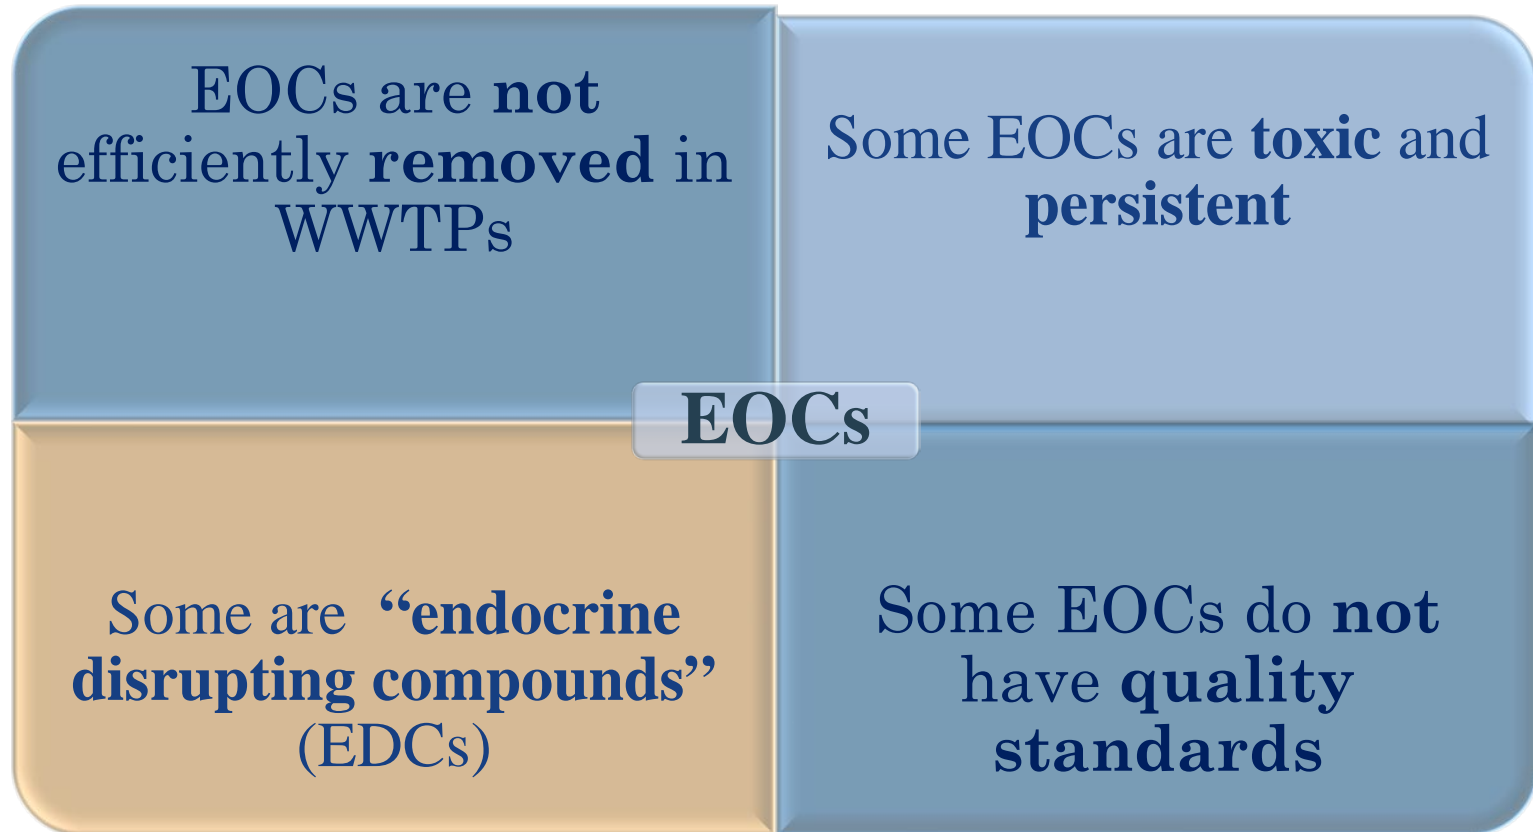 EOCs are not
efficiently removed in
WWTPs
Some EOCs are toxic and
persistent
EOCs
Some are “endocrine
disrupting compounds”
(EDCs)
Some EOCs do not
have quality
standards